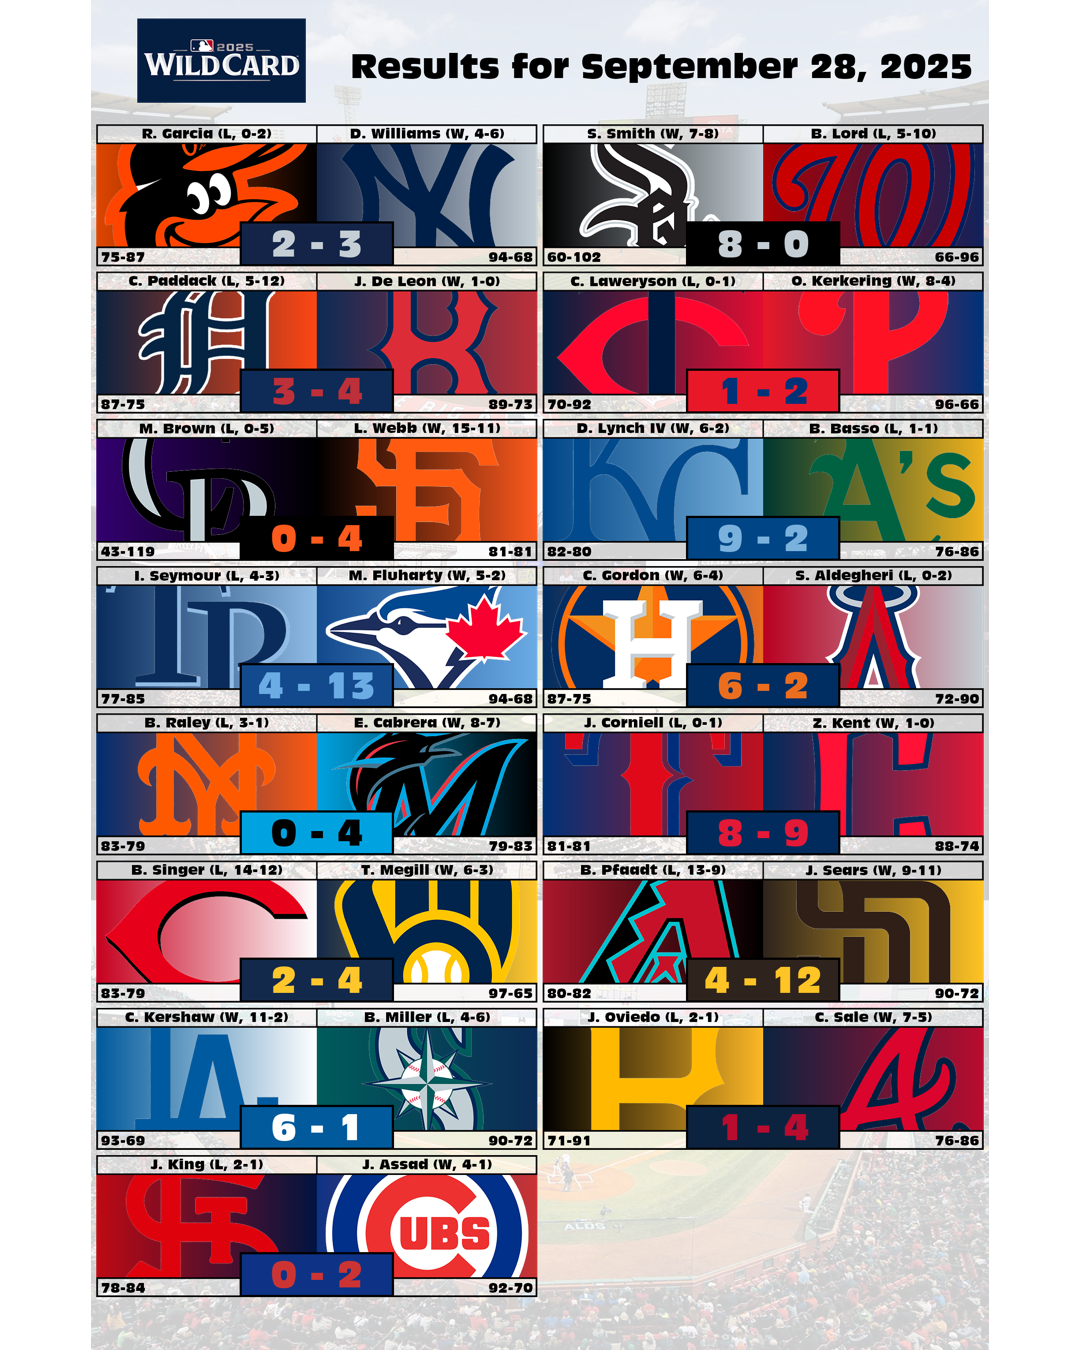 2025
WILD CARD
Results for September 28, 2025
R. Garcia (L, 0-2) D. Williams (W, 4-6)
2 - 3
75-87 94-68
S. Smith (W, 7-8) B. Lord (L, 5-10)
8 - 0
60-102 66-96
C. Paddack (L, 5-12) J. De Leon (W, 1-0)
3 - 4
87-75 89-73
C. Laweryson (L, 0-1) O. Kerkering (W, 8-4)
1 - 2
70-92 96-66
M. Brown (L, 0-5) L. Webb (W, 15-11)
0 - 4
43-119 81-81
D. Lynch IV (W, 6-2) B. Basso (L, 1-1)
A's
9 - 2
82-80 76-86
I. Seymour (L, 4-3) M. Fluharty (W, 5-2)
4 - 13
77-85 94-68
C. Gordon (W, 6-4) S. Aldegheri (L, 0-2)
H A
6 - 2
87-75 72-90
B. Raley (L, 3-1) E. Cabrera (W, 8-7)
0 - 4
83-79 79-83
J. Corniell (L, 0-1) Z. Kent (W, 1-0)
T C
8 - 9
81-81 88-74
B. Singer (L, 14-12) T. Megill (W, 6-3)
2 - 4
83-79 97-65
B. Pfaadt (L, 13-9) J. Sears (W, 9-11)
4 - 12
80-82 90-72
C. Kershaw (W, 11-2) B. Miller (L, 4-6)
LA
6 - 1
93-69 90-72
J. Oviedo (L, 2-1) C. Sale (W, 7-5)
1 - 4
71-91 76-86
J. King (L, 2-1) J. Assad (W, 4-1)
CUBS
0 - 2
78-84 92-70
ALDS